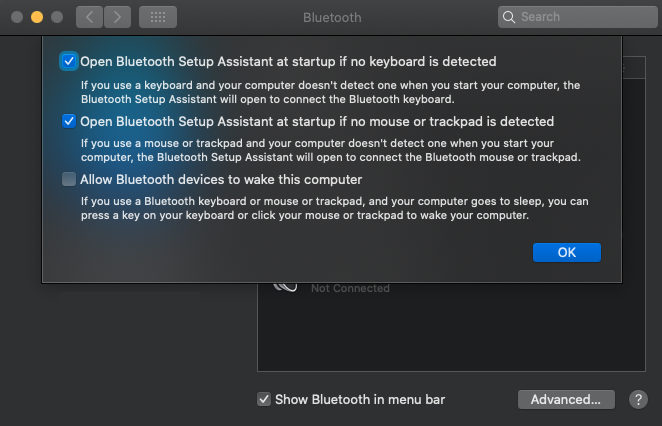 Bluetooth
Search
Open Bluetooth Setup Assistant at startup if no keyboard is detected
If you use a keyboard and your computer doesn't detect one when you start your computer, the
Bluetooth Setup Assistant will open to connect the Bluetooth keyboard.
Open Bluetooth Setup Assistant at startup if no mouse or trackpad is detected
If you use a mouse or trackpad and your computer doesn't detect one when you start your
computer, the Bluetooth Setup Assistant will open to connect the Bluetooth mouse or trackpad.
Allow Bluetooth devices to wake this computer
If you use a Bluetooth keyboard or mouse or trackpad, and your computer goes to sleep, you can
press a key on your keyboard or click your mouse or trackpad to wake your computer.
OK
Not Connected
Show Bluetooth in menu bar
Advanced...
?